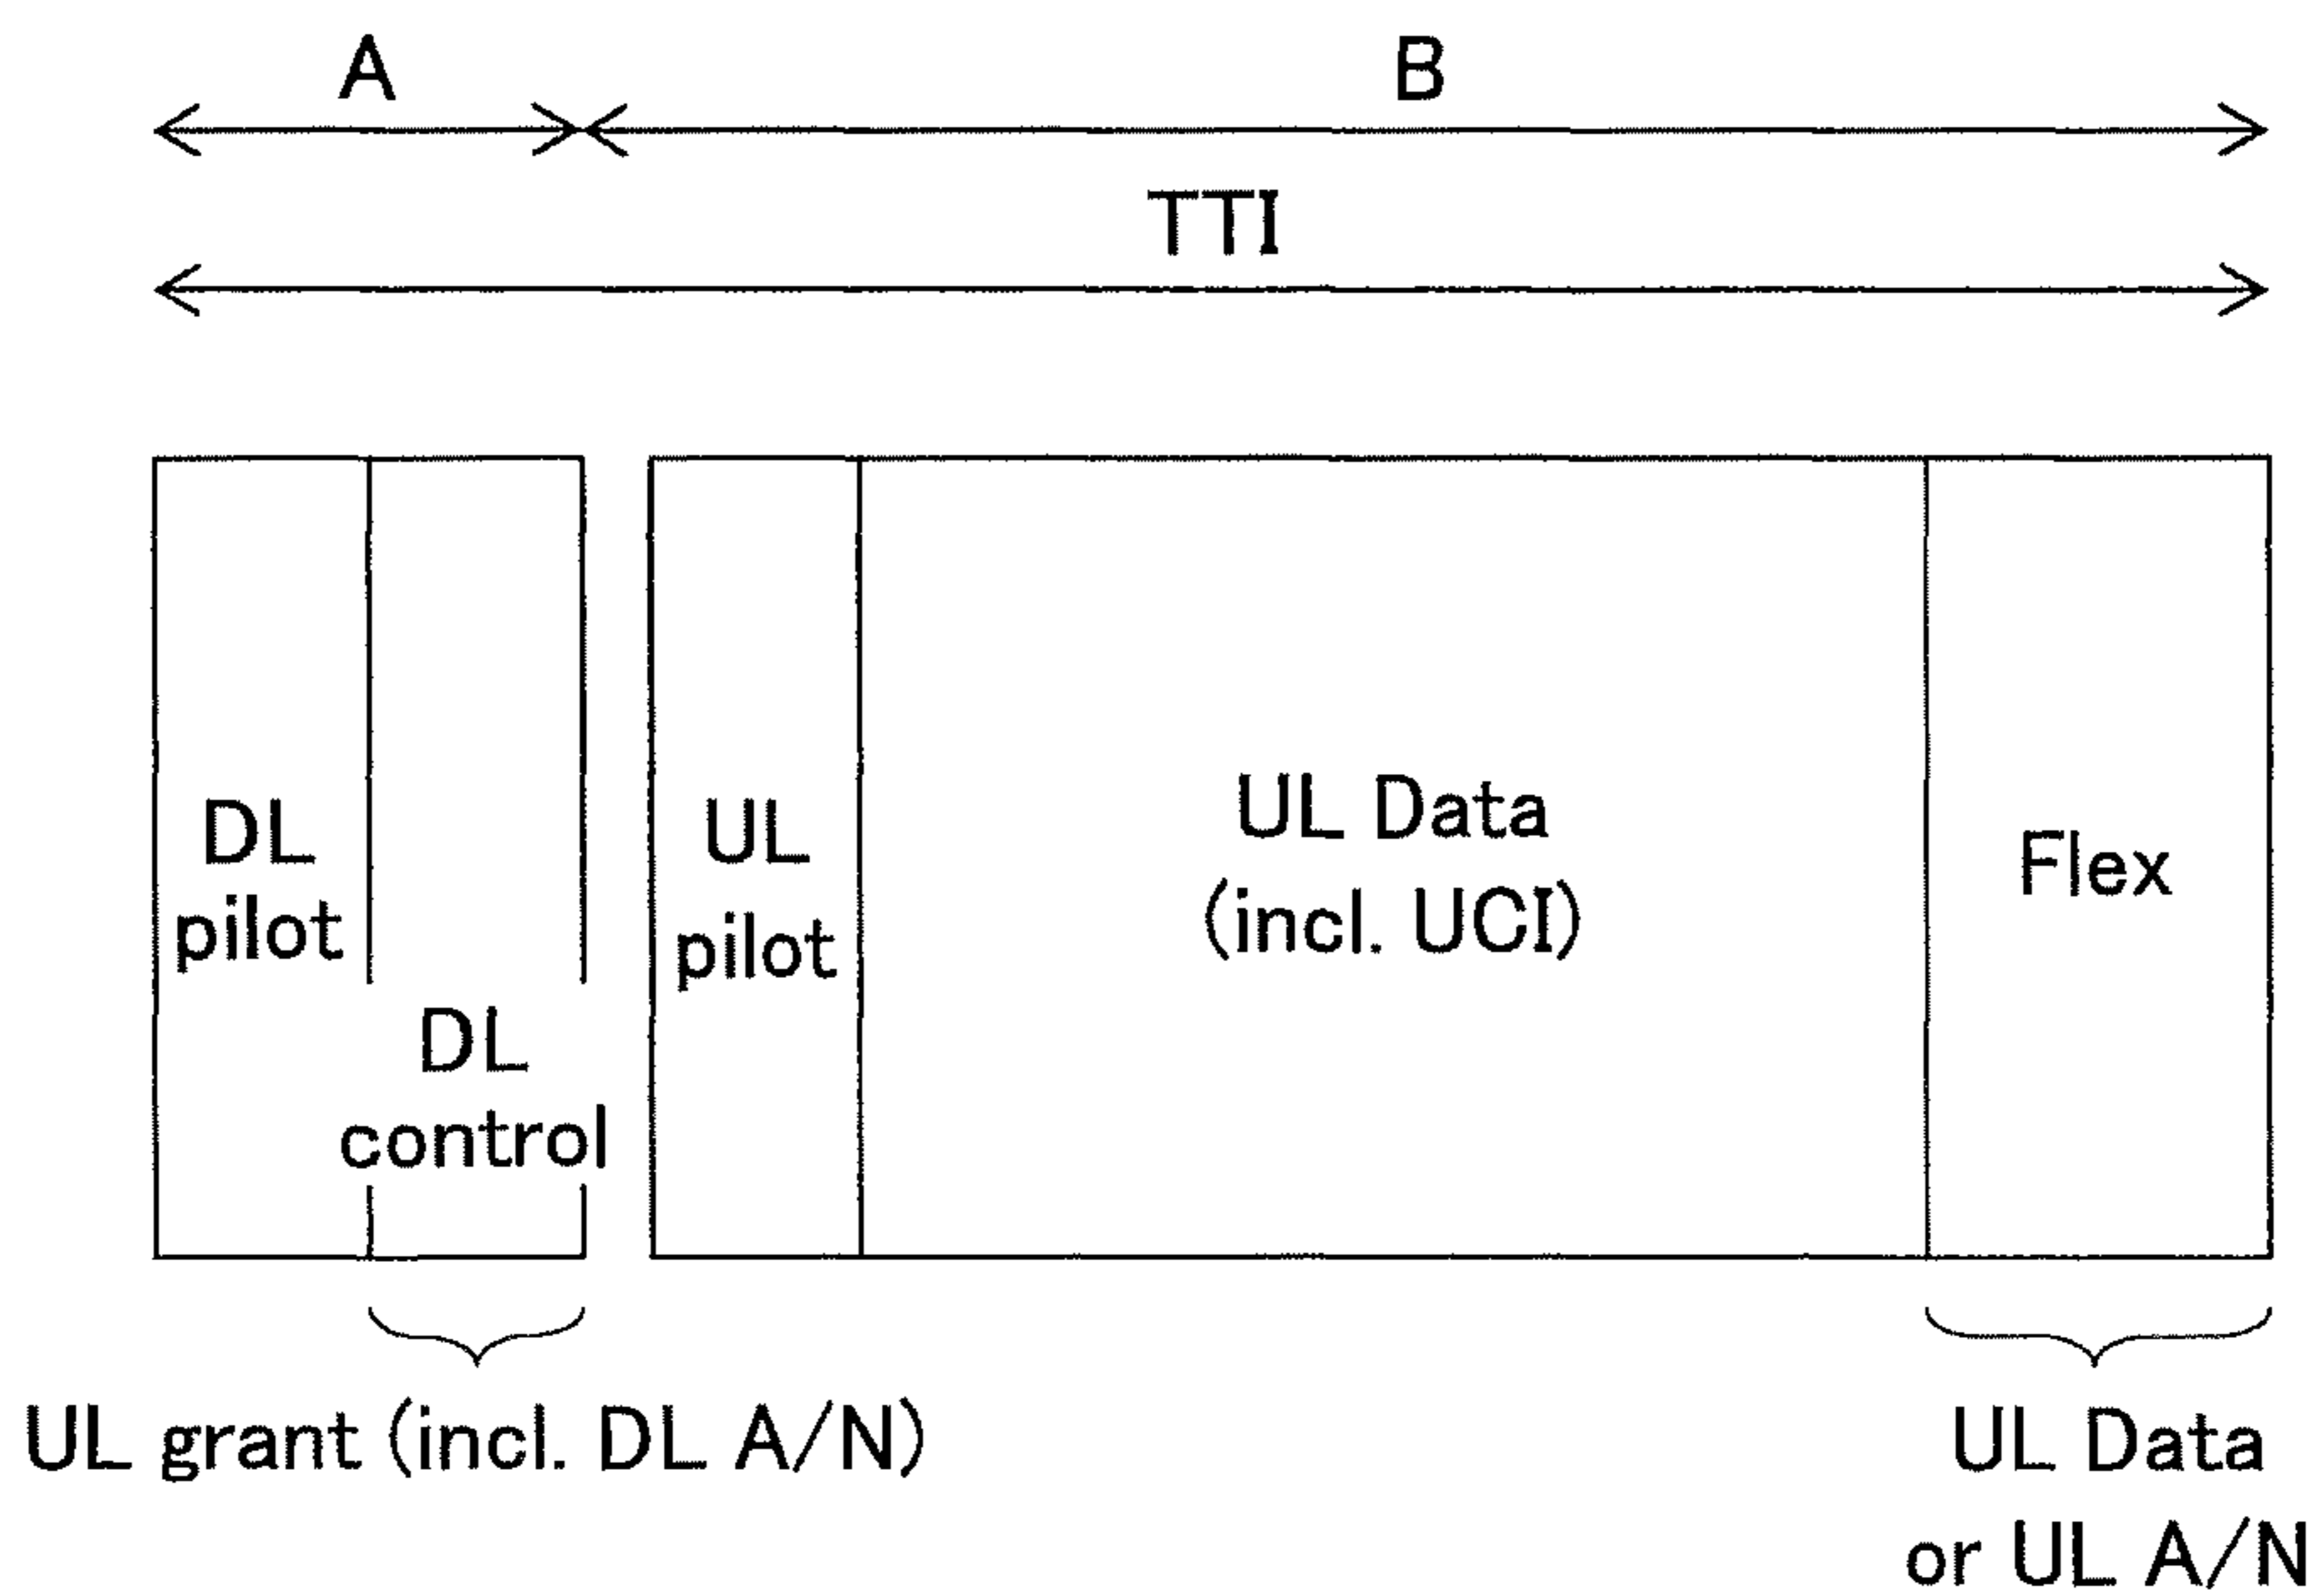 A
B
TTI
DL
pilot
DL
control
UL
pilot
UL Data
(incl. UCI)
Flex
UL grant (incl. DL A/N)
UL Data
or UL A/N